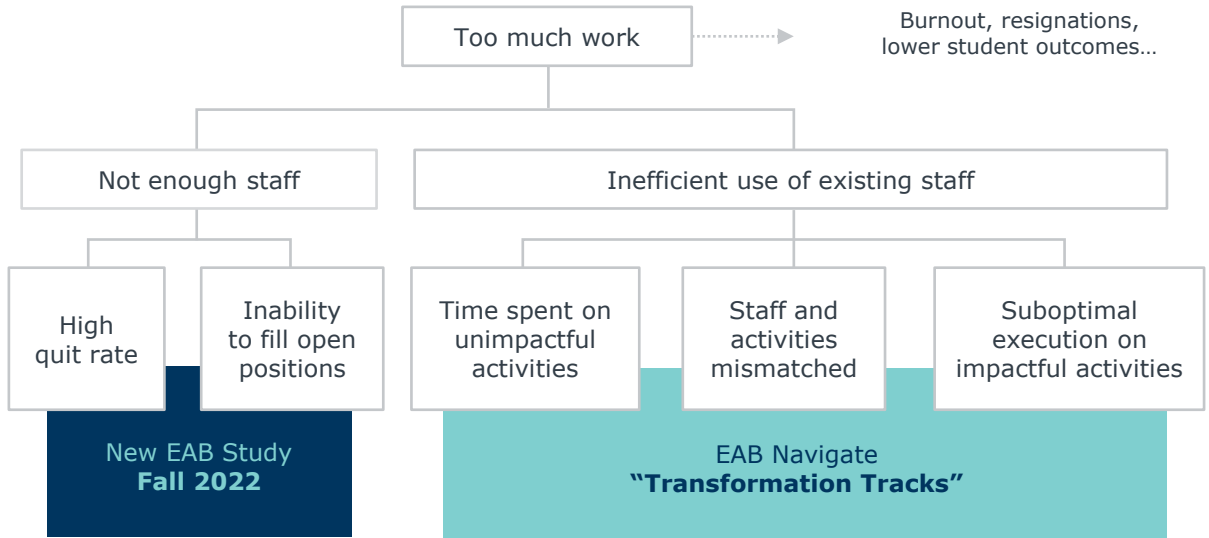 Too much work
Burnout, resignations,
lower student outcomes…
Not enough staff
Inefficient use of existing staff
High
quit rate
Inability
to fill open
positions
Time spent on
unimpactful
activities
Staff and
activities
mismatched
Suboptimal
execution on
impactful activities
New EAB Study
Fall 2022
EAB Navigate
“Transformation Tracks”